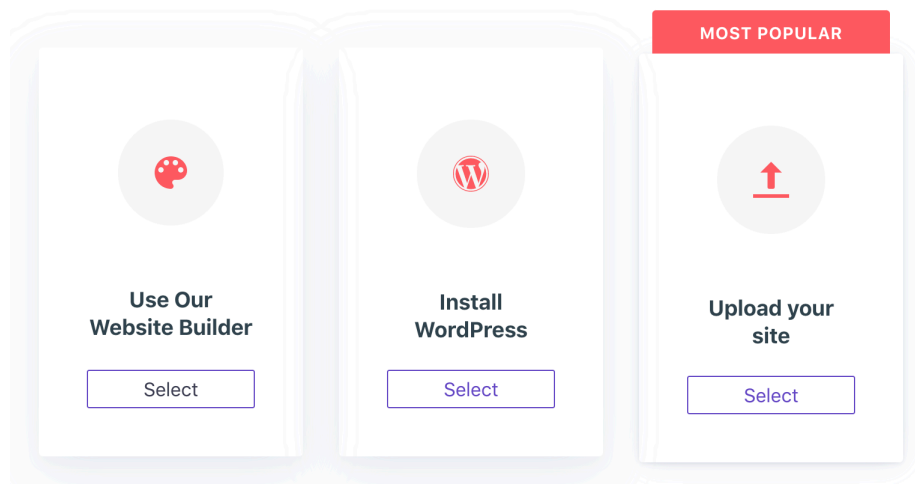 MOST POPULAR
Use Our
Website Builder
Select
Install
WordPress
Select
Upload your
site
Select